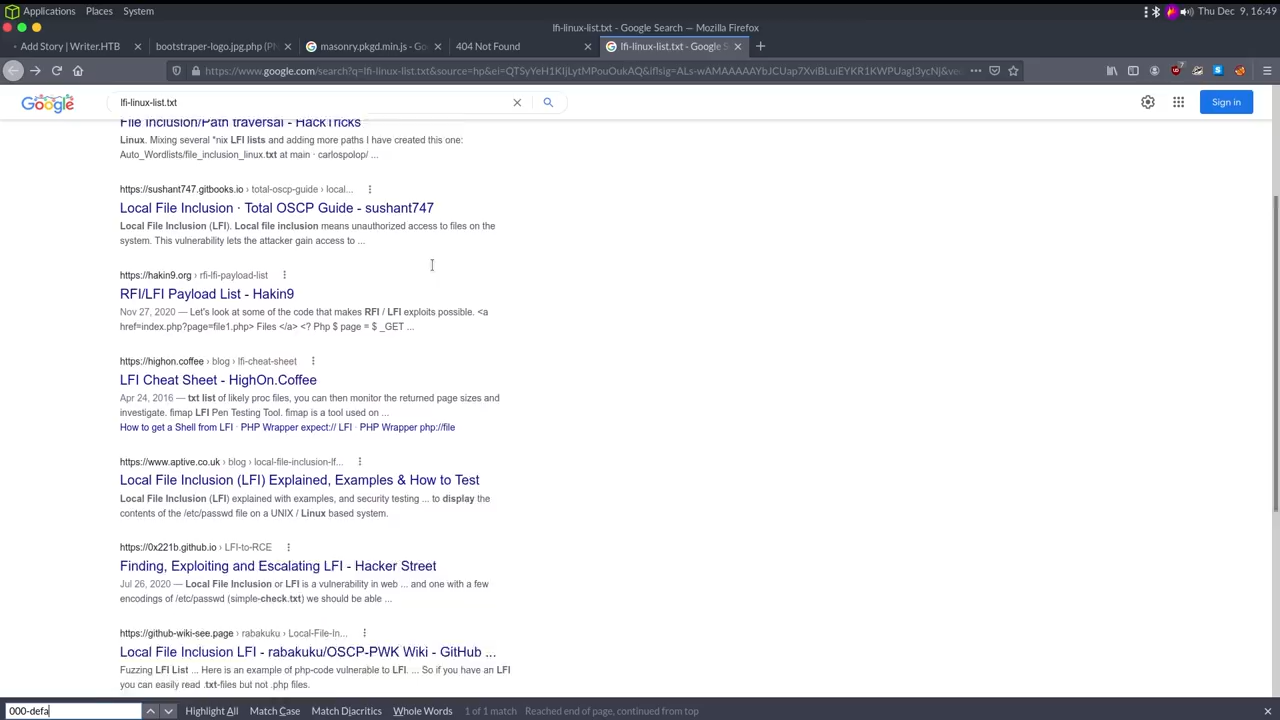 Applications Places System
Thu Dec 9, 16:49
lfi-linux-list.txt - Google Search — Mozilla Firefox
Add Story | Writer.HTB
bootstraper-logo.jpg.php (P
masonry.pkgd.min.js - G
404 Not Found
lfi-linux-list.txt - Google S
https://www.google.com/search?q=lfi-linux-list.txt&source=hp&ei=
Google
lfi-linux-list.txt
Sign in
File Inclusion/Path traversal - HackTricks
Linux. Mixing several *nix LFI lists and adding more paths I have created this one:
Auto_Wordlists/file_inclusion_linux.txt at main · carlospolop/ ...
https://sushant747.gitbooks.io › total-oscp-guide › local...
Local File Inclusion · Total OSCP Guide - sushant747
Local File Inclusion (LFI). Local file inclusion means unauthorized access to files on the
system. This vulnerability lets the attacker gain access to ...
https://hakin9.org › rfi-lfi-payload-list
RFI/LFI Payload List - Hakin9
Nov 27, 2020 — Let's look at some of the code that makes RFI / LFI exploits possible. <a
href=index.php?page=file1.php> Files </a> <? Php $ page = $ _GET ...
https://highon.coffee › blog › lfi-cheat-sheet
LFI Cheat Sheet - HighOn.Coffee
Apr 24, 2016 — txt list of likely proc files, you can then monitor the returned page sizes and
investigate. fimap LFI Pen Testing Tool. fimap is a tool used on ...
How to get a Shell from LFI · PHP Wrapper expect:// LFI · PHP Wrapper php://file
https://www.aptive.co.uk › blog › local-file-inclusion-lf...
Local File Inclusion (LFI) Explained, Examples & How to Test
Local File Inclusion (LFI) explained with examples, and security testing ... to display the
contents of the /etc/passwd file on a UNIX / Linux based system.
https://0x221b.github.io › LFI-to-RCE
Finding, Exploiting and Escalating LFI - Hacker Street
Jul 26, 2020 — Local File Inclusion or LFI is a vulnerability in web ... and one with a few
encodings of /etc/passwd (simple-check.txt) we should be able ...
https://github-wiki-see.page › rabakuku › Local-File-In...
Local File Inclusion LFI - rabakuku/OSCP-PWK Wiki - GitHub ...
Fuzzing LFI List ... Here is an example of php-code vulnerable to LFI. ... So if you have an LFI
you can easily read .txt-files but not .php files.
000-defa
Highlight All Match Case Match Diacritics Whole Words 1 of 1 match Reached end of page, continued from top